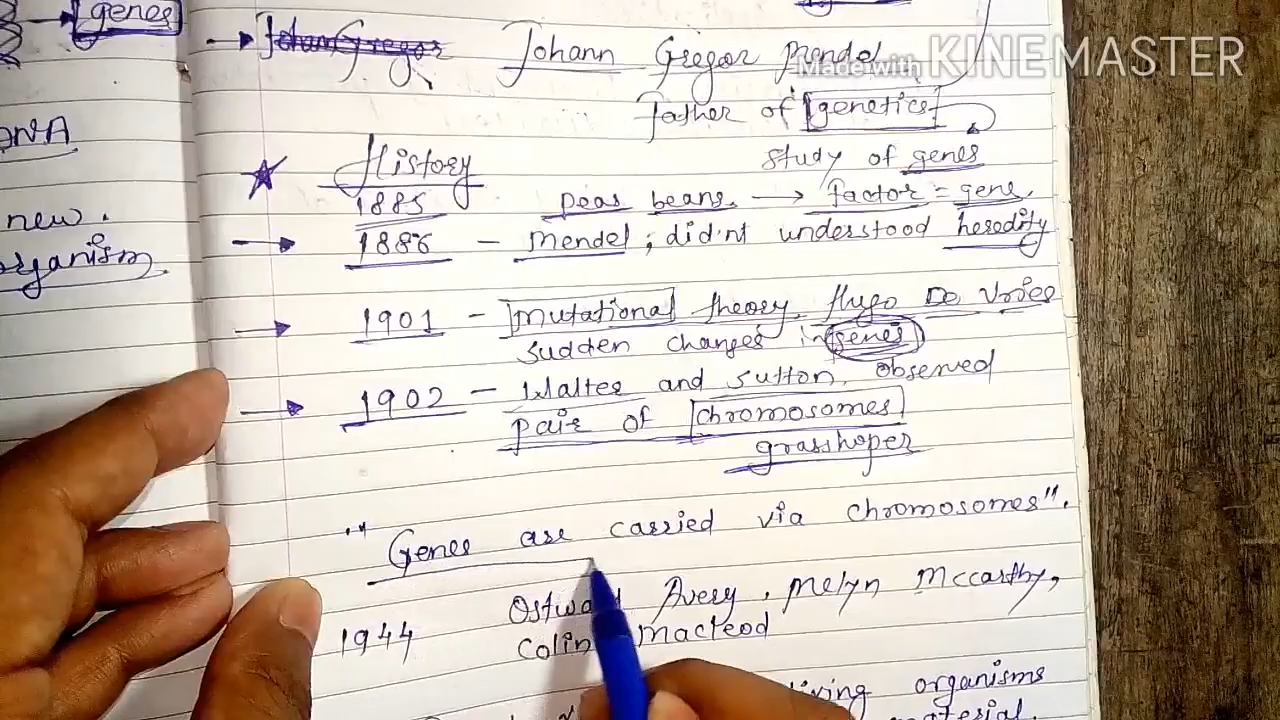 genes
Johan Gregor Johann Gregor Mendel
Made with KINEMASTER
Father of genetics
study of genes
DNA
History
1885 peas beans. → factor = gene.
new.
1886 - Mendel; did'nt understood heredity
organism
1901 - Mutational theory, Hugo De Vries
sudden changes in genes
1902 - Walter and Sutton, observed
pair of chromosomes
grasshoper
"Genes are carried via chromosomes".
1944 Avery, Melyn Mccarthy,
Colin Macleod
living organisms
material.